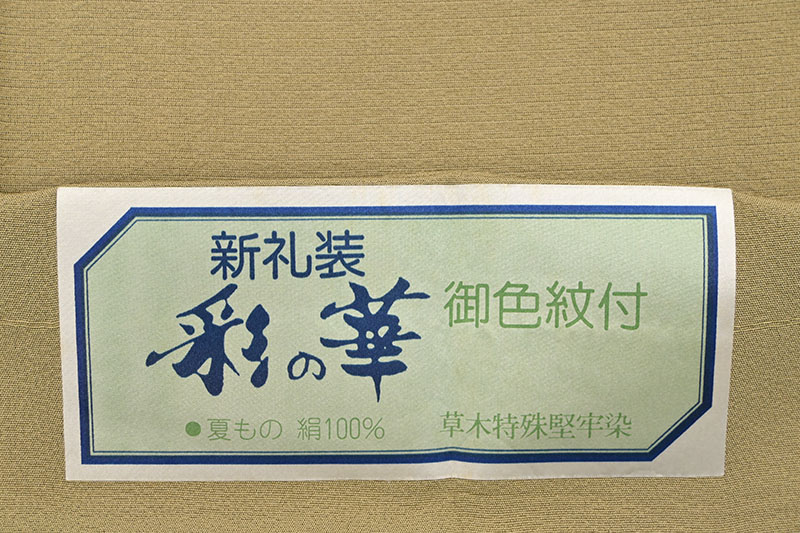 新礼装
彩の華
御色紋付
●夏もの 絹100%
草木特殊堅牢染